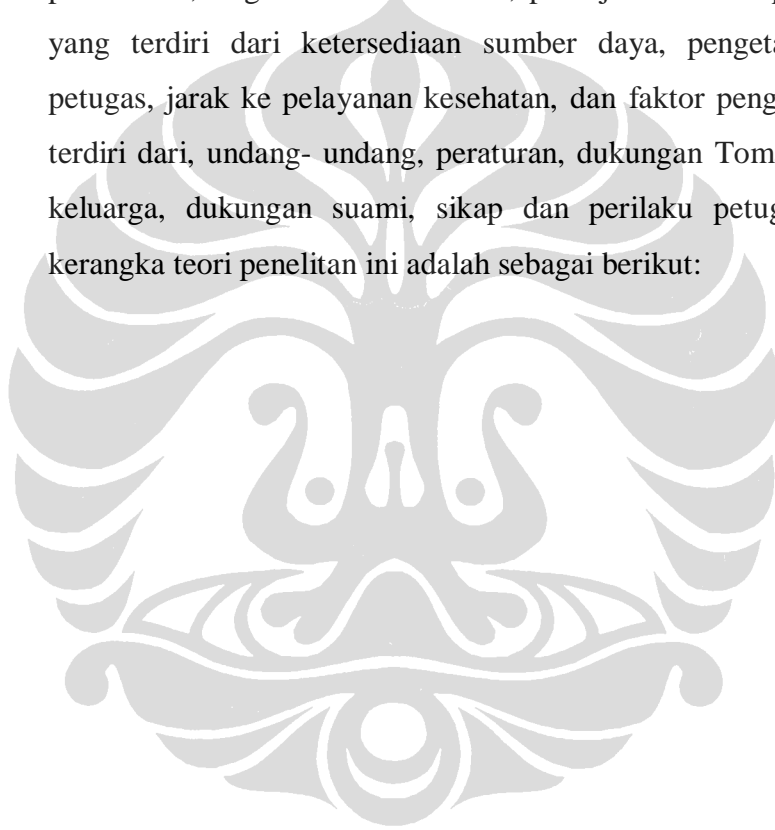 yang terdiri dari ketersediaan sumber daya, penget
petugas, jarak ke pelayanan kesehatan, dan faktor peng
terdiri dari, undang- undang, peraturan, dukungan Tom
keluarga, dukungan suami, sikap dan perilaku petug
kerangka teori penelitan ini adalah sebagai berikut: